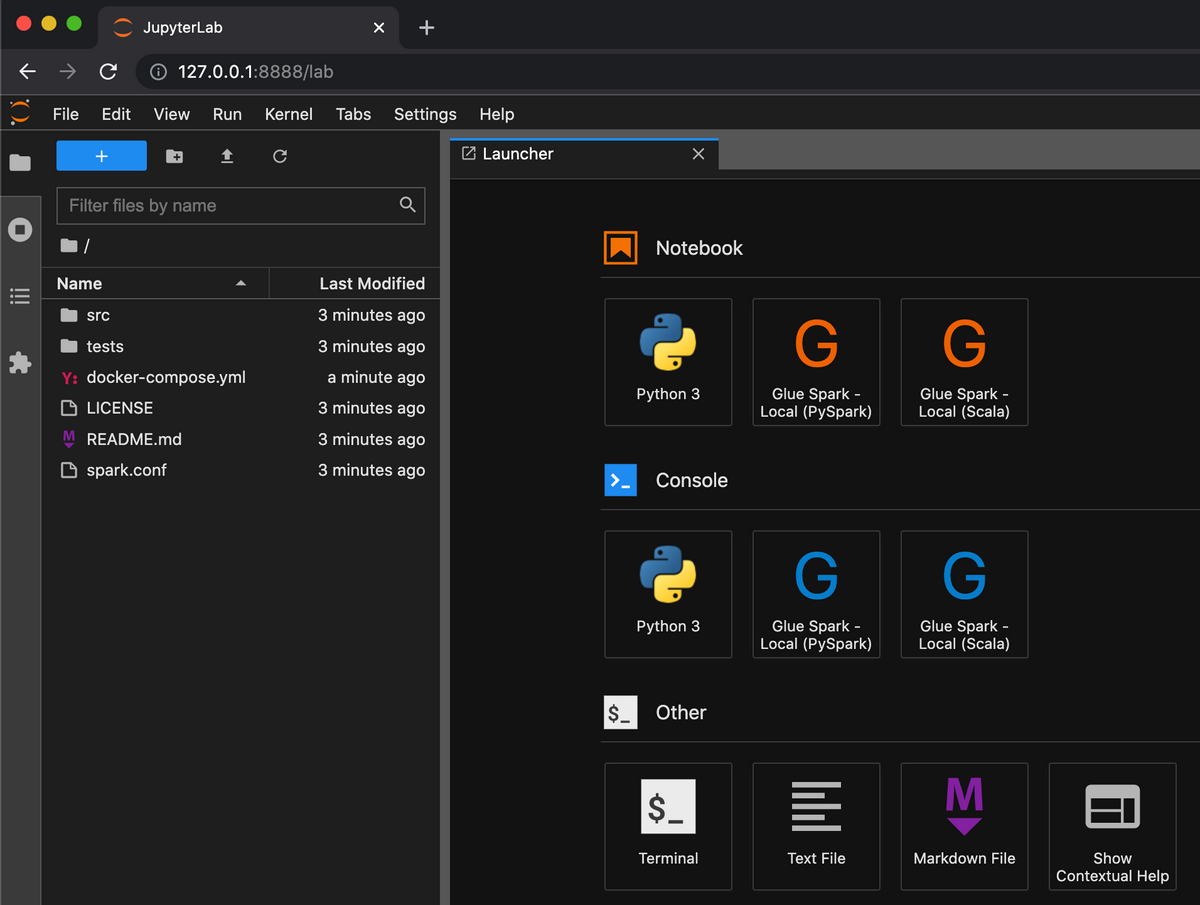 JupyterLab
127.0.0.1:8888/lab
File Edit View Run Kernel Tabs Settings Help
Filter files by name
/
Name Last Modified
src 3 minutes ago
tests 3 minutes ago
Y: docker-compose.yml a minute ago
LICENSE 3 minutes ago
M README.md 3 minutes ago
spark.conf 3 minutes ago
Launcher
Notebook
Python 3
G
Glue Spark -
Local (PySpark)
G
Glue Spark -
Local (Scala)
Console
Python 3
G
Glue Spark -
Local (PySpark)
G
Glue Spark -
Local (Scala)
$_ Other
$_
Terminal
Text File
M
Markdown File
Show
Contextual Help